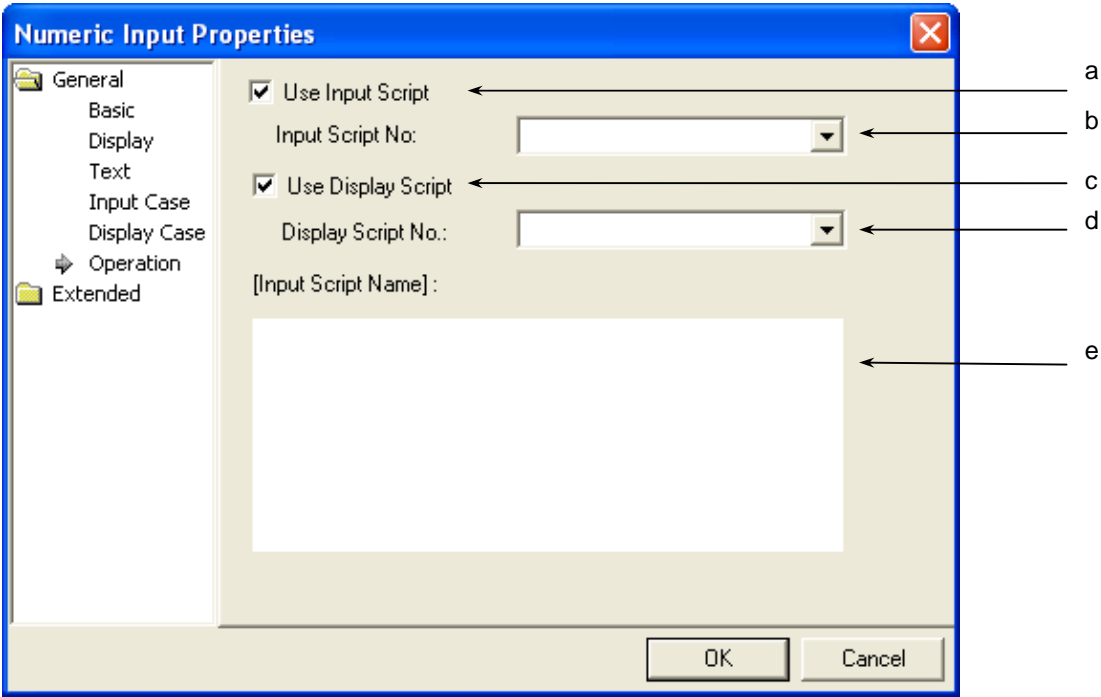 Numeric Input Properties
General
Basic
Display
Text
Input Case
Display Case
Operation
Extended
Use Input Script
Input Script No:
Use Display Script
Display Script No.:
[Input Script Name] :
OK
Cancel
a
b
c
d
e